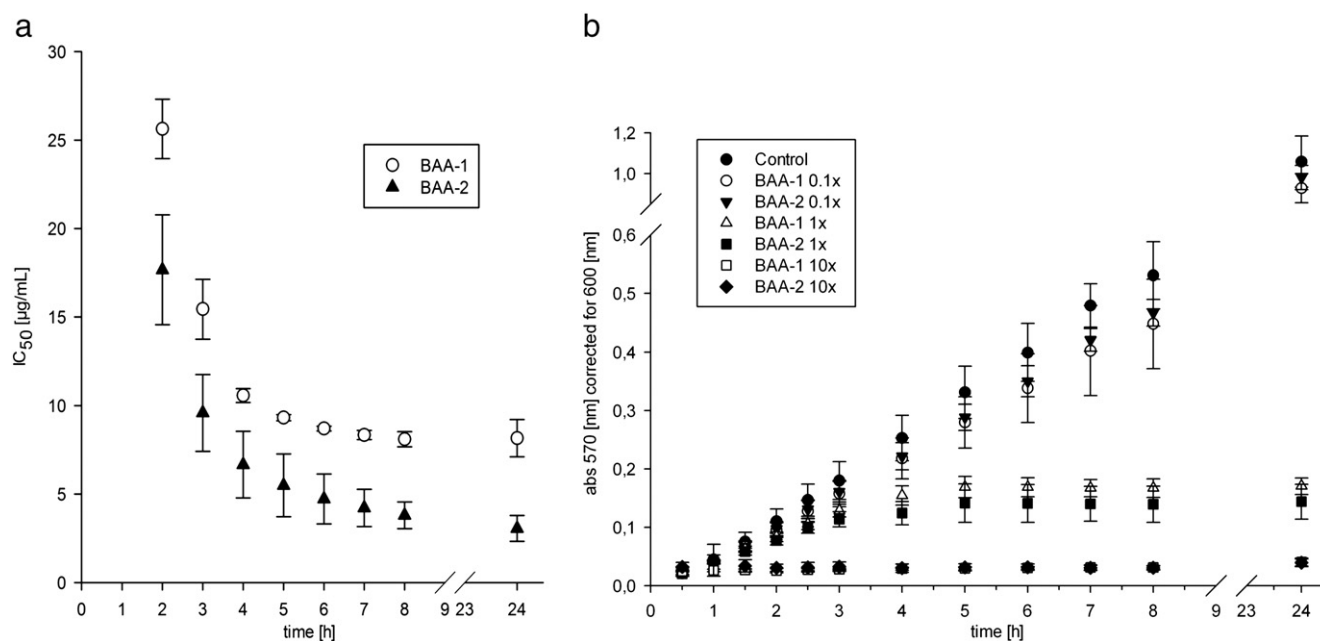 a
30
25
20
15
10
5
0
IC50 [µg/mL]
BAA-1
BAA-2
0 1 2 3 4 5 6 7 8 9 23 24
time [h]
b
1,2
1,0
0,6
0,5
0,4
0,3
0,2
0,1
0,0
abs 570 [nm] corrected for 600 [nm]
Control
BAA-1 0.1x
BAA-2 0.1x
BAA-1 1x
BAA-2 1x
BAA-1 10x
BAA-2 10x
0 1 2 3 4 5 6 7 8 9 23 24
time [h]